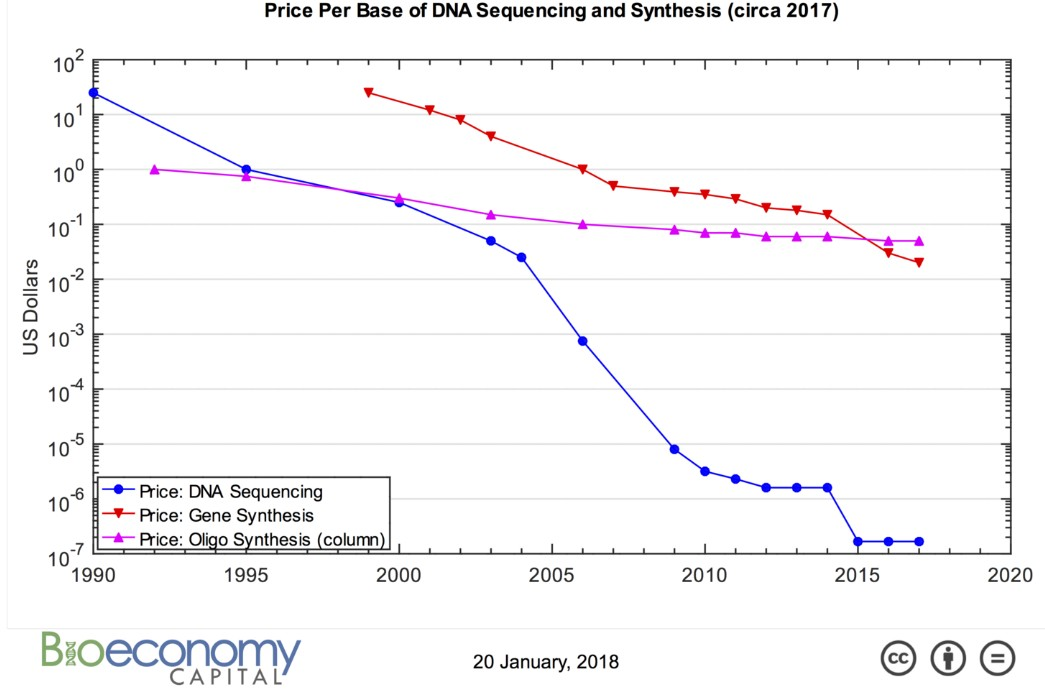 Price Per Base of DNA Sequencing and Synthesis (circa 2017)
US Dollars
10^2
10^1
10^0
10^-1
10^-2
10^-3
10^-4
10^-5
10^-6
10^-7
Price: DNA Sequencing
Price: Gene Synthesis
Price: Oligo Synthesis (column)
1990 1995 2000 2005 2010 2015 2020
Bioeconomy
CAPITAL
20 January, 2018
cc =